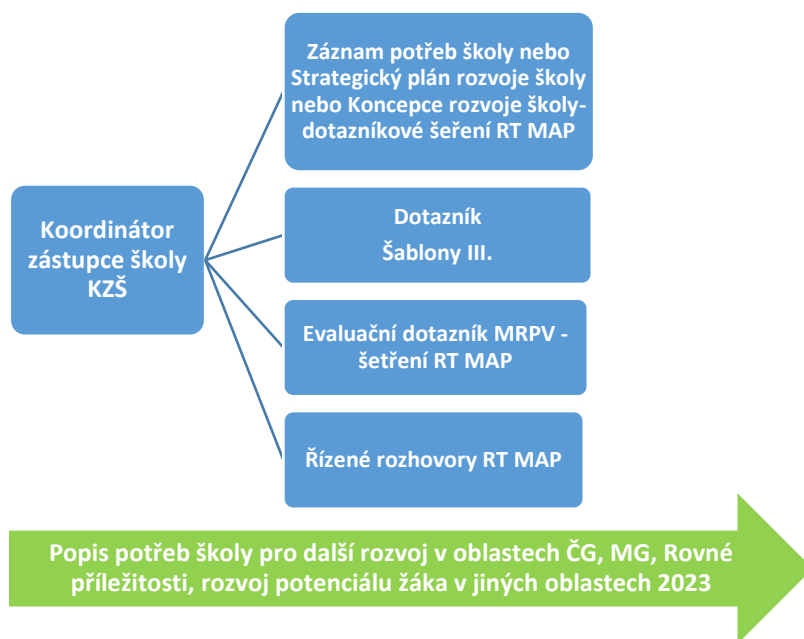 Záznam potřeb školy nebo
Strategický plán rozvoje školy
nebo Koncepce rozvoje školy-
dotazníkové šeření RT MAP
Koordinátor
zástupce školy
KZŠ
Dotazník
Šablony III.
Evaluační dotazník MRPV -
šetření RT MAP
Řízené rozhovory RT MAP
Popis potřeb školy pro další rozvoj v oblastech ČG, MG, Rovné
příležitosti, rozvoj potenciálu žáka v jiných oblastech 2023